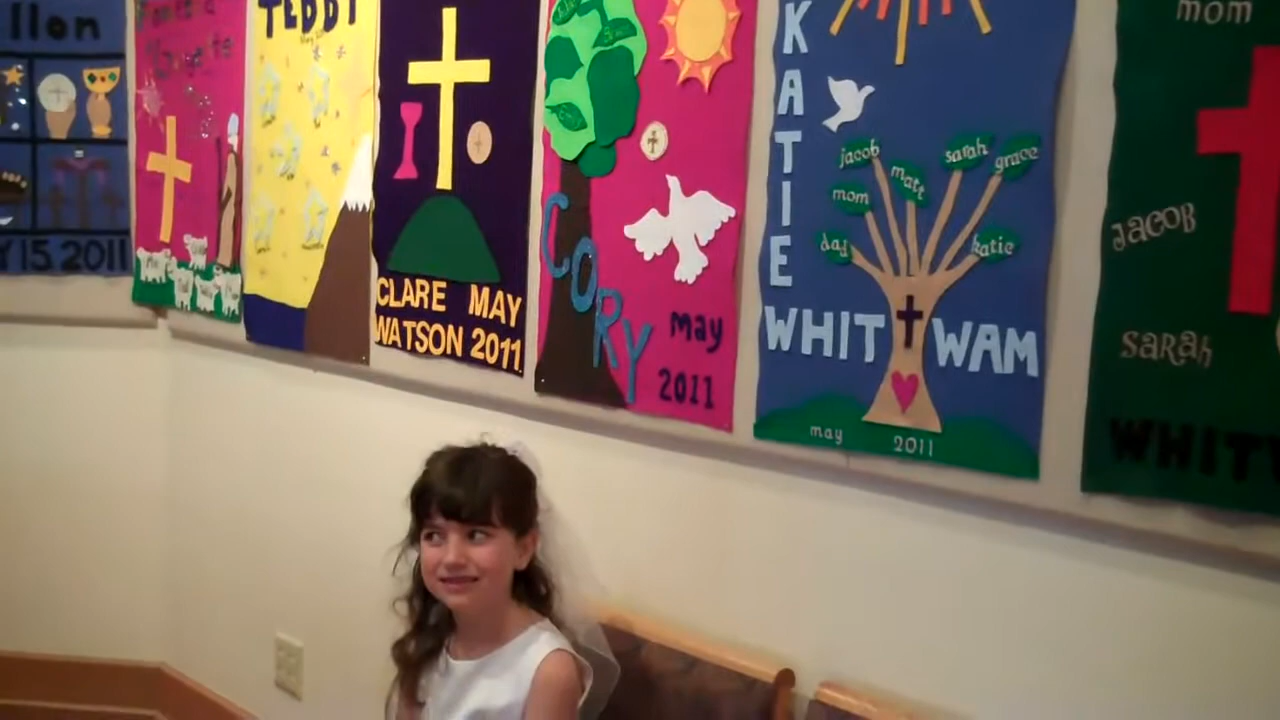 llon
Y 15, 2011
TEDDY
CLARE MAY
WATSON 2011
CORY
may
2011
KATIE
WHIT WAM
jacob
matt
sarah
grace
mom
dad
katie
may 2011
mom
JACOB
SARAH
WHITW